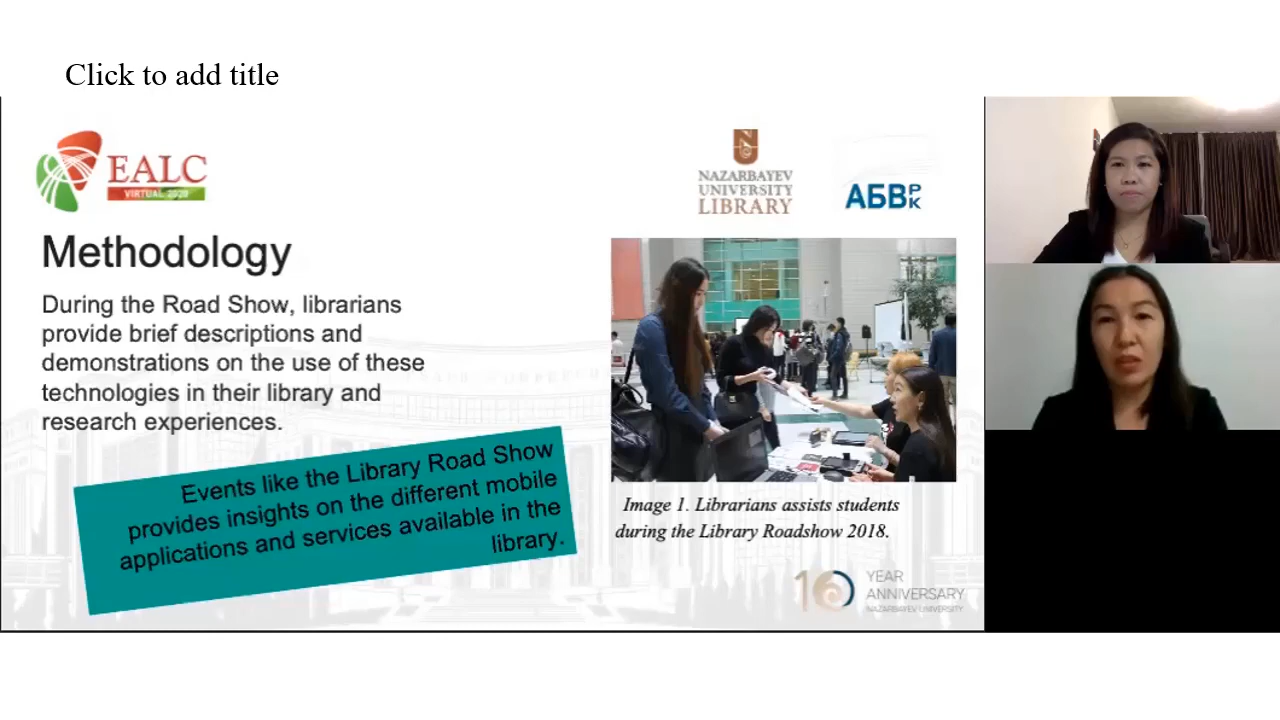 Click to add title
EALC
VIRTUAL 2020
NAZARBAYEV
UNIVERSITY
LIBRARY
АБВРК
Methodology
During the Road Show, librarians
provide brief descriptions and
demonstrations on the use of these
technologies in their library and
research experiences.
Events like the Library Road Show
provides insights on the different mobile
applications and services available in the
library.
Image 1. Librarians assists students
during the Library Roadshow 2018.
10 YEAR
ANNIVERSARY
NAZARBAYEV UNIVERSITY